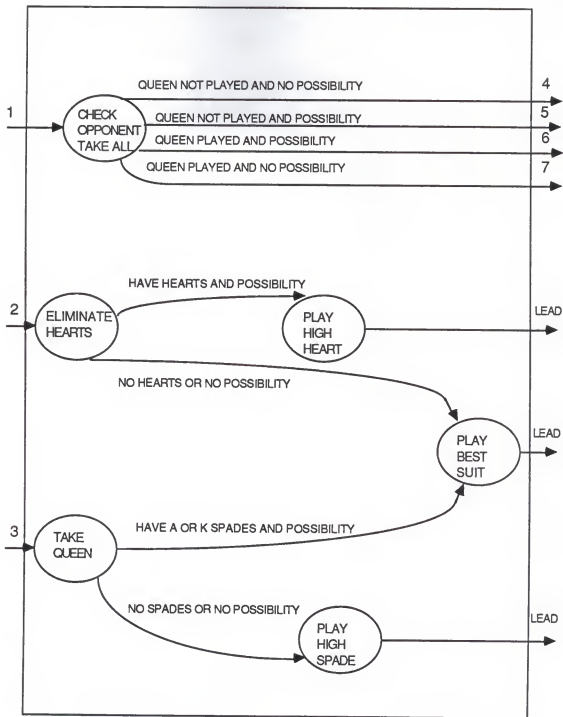 QUEEN NOT PLAYED AND NO POSSIBILITY
4
1
CHECK
OPPONENT
TAKE ALL
QUEEN NOT PLAYED AND POSSIBILITY
5
QUEEN PLAYED AND POSSIBILITY
6
QUEEN PLAYED AND NO POSSIBILITY
7
HAVE HEARTS AND POSSIBILITY
2
ELIMINATE
HEARTS
PLAY
HIGH
HEART
LEAD
NO HEARTS OR NO POSSIBILITY
PLAY
BEST
SUIT
LEAD
3
TAKE
QUEEN
HAVE A OR K SPADES AND POSSIBILITY
NO SPADES OR NO POSSIBILITY
PLAY
HIGH
SPADE
LEAD